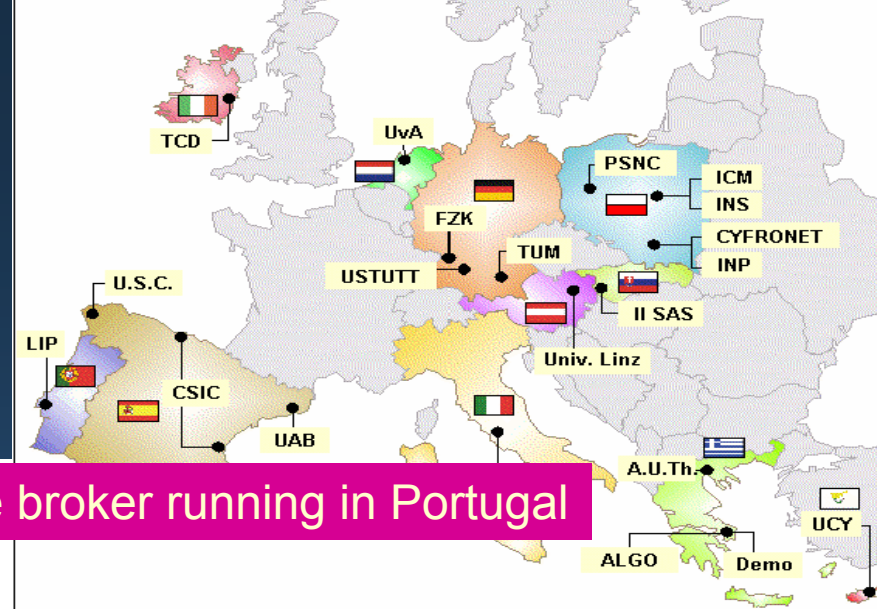 TCD
UvA
PSNC
ICM
INS
FZK
CYFRONET
TUM
INP
USTUTT
U.S.C.
II SAS
LIP
Univ. Linz
CSIC
UAB
A.U.Th.
broker running in Portugal
UCY
ALGO
Demo